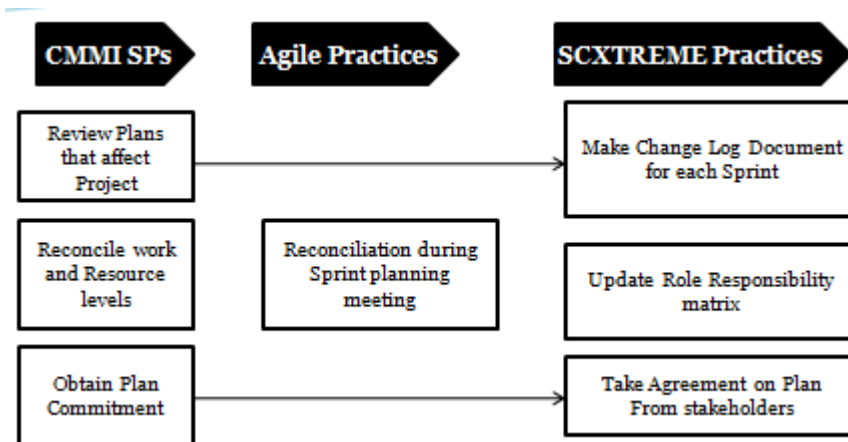 CMMI SPs
Agile Practices
SCXTREME Practices
Review Plans
that affect
Project
Make Change Log Document
for each Sprint
Reconcile work
and Resource
levels
Reconciliation during
Sprint planning
meeting
Update Role Responsibility
matrix
Obtain Plan
Commitment
Take Agreement on Plan
From stakeholders